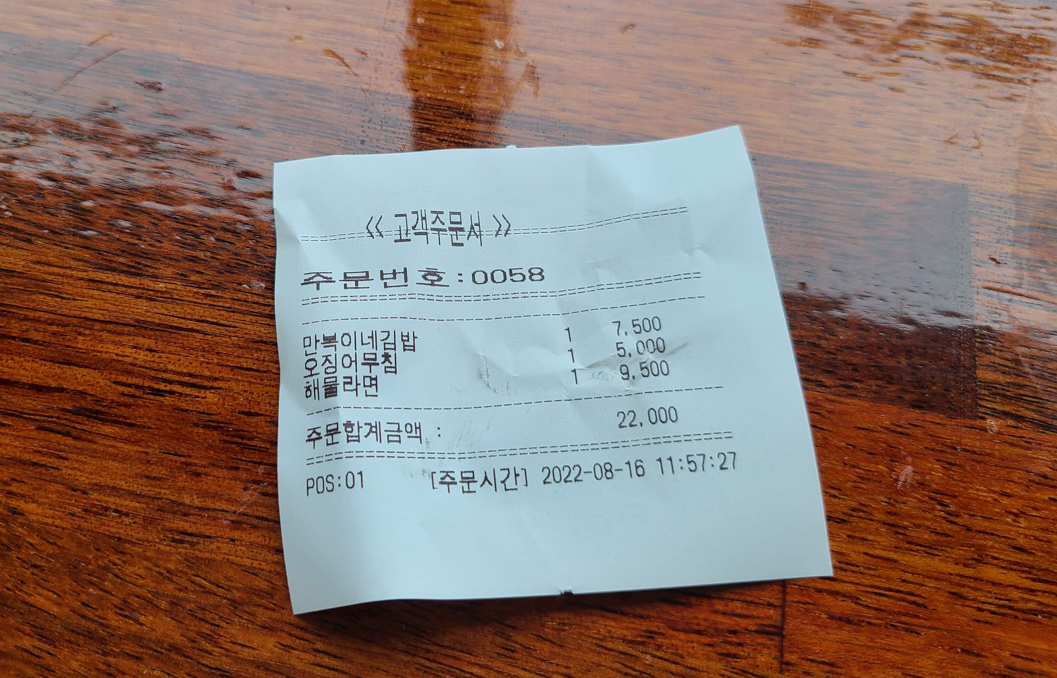 << 고객주문서 >>
주문번호:0058
만복이네김밥 1 7,500
오징어무침 1 5,000
해물라면 1 9,500
주문합계금액 : 22,000
POS:01 [주문시간] 2022-08-16 11:57:27